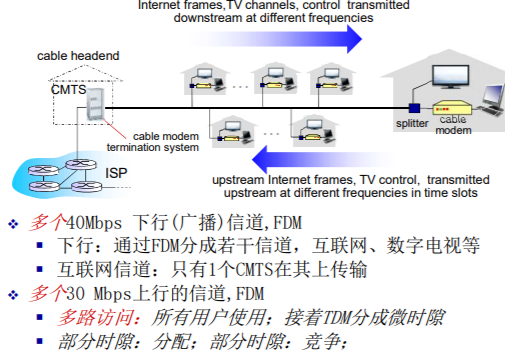 Internet frames,TV channels, control transmitted
downstream at different frequencies
cable headend
CMTS
cable modem
termination system
splitter
cable
modem
ISP
upstream Internet frames, TV control, transmitted
upstream at different frequencies in time slots
多个40Mbps 下行(广播)信道,FDM
下行：通过FDM分成若干信道，互联网、数字电视等
互联网信道：只有1个CMTS在其上传输
多个30 Mbps上行的信道,FDM
多路访问：所有用户使用；接着TDM分成微时隙
部分时隙：分配；部分时隙：竞争；